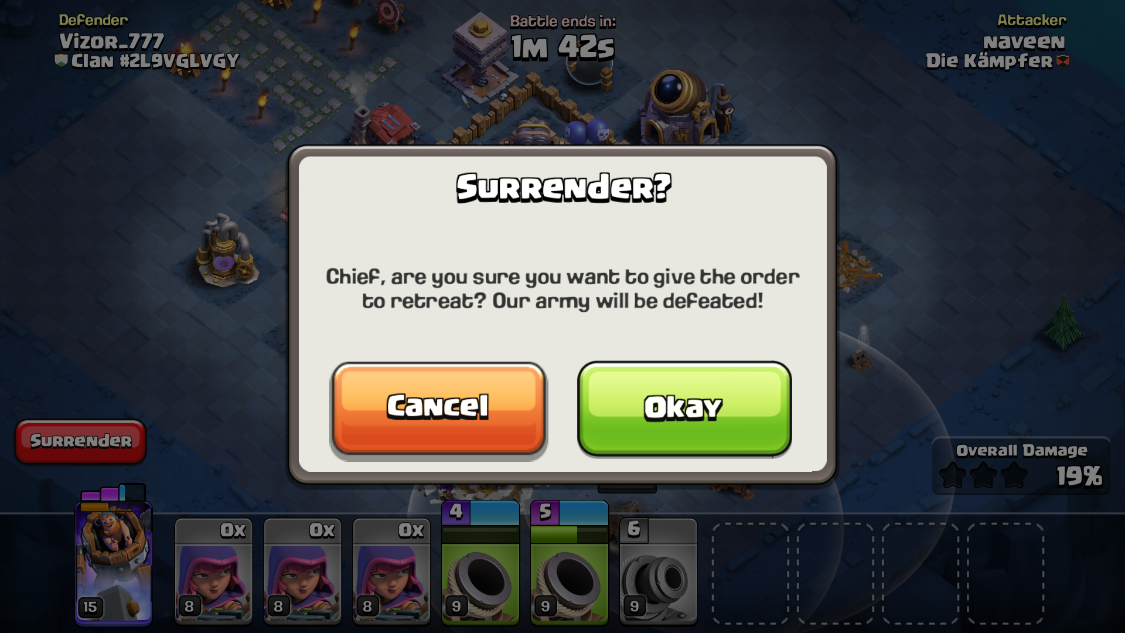 Defender
Vizor_777
Clan #2L9VGLVGY
Battle ends in:
1m 42s
Attacker
naveen
Die Kämpfer
Surrender?
Chief, are you sure you want to give the order
to retreat? Our army will be defeated!
Cancel
Okay
Surrender
Overall Damage
19%
0x
0x
0x
4
5
6
15
8
8
8
9
9
9